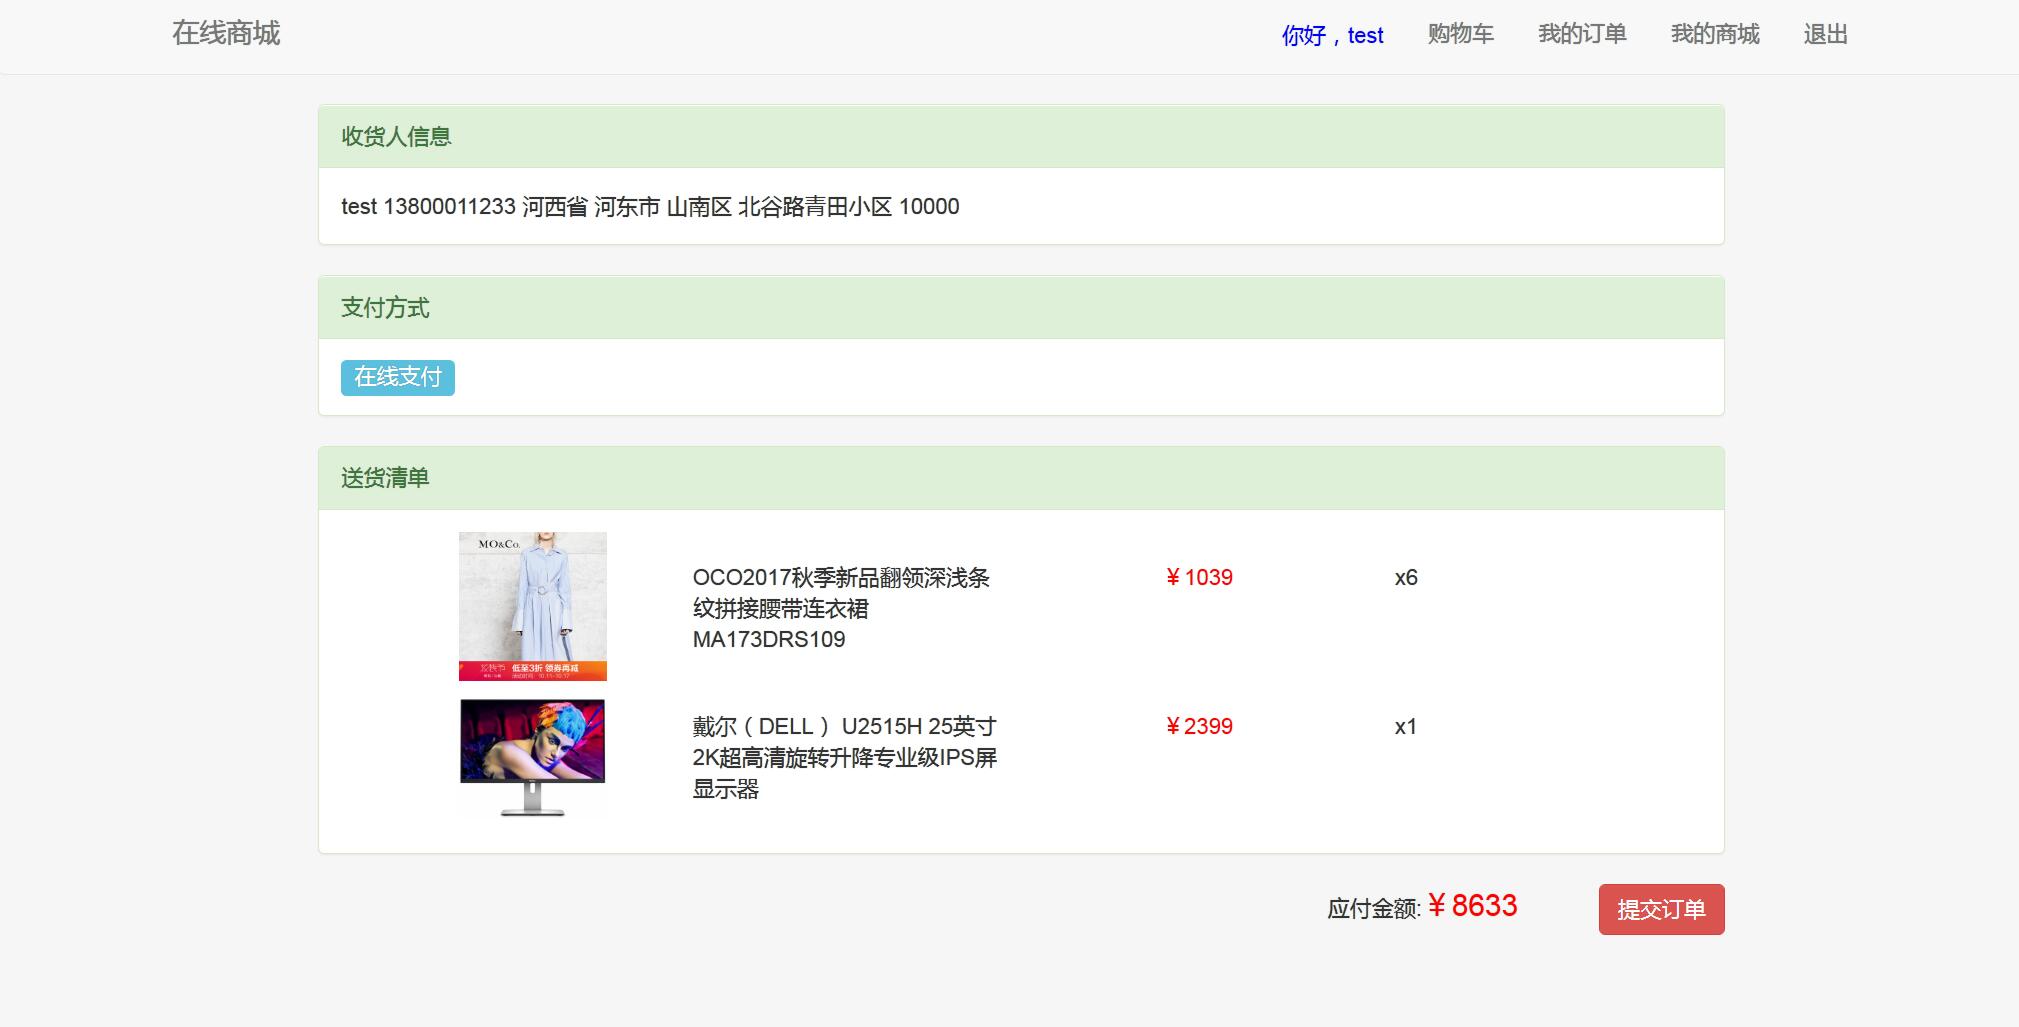 在线商城
你好，test 购物车 我的订单 我的商城 退出
收货人信息
test 13800011233 河西省 河东市 山南区 北谷路青田小区 10000
支付方式
在线支付
送货清单
MO&Co.
低至3折 领券再减
OCO2017秋季新品翻领深浅条
纹拼接腰带连衣裙
MA173DRS109
¥ 1039
x6
戴尔（DELL） U2515H 25英寸
2K超高清旋转升降专业级IPS屏
显示器
¥ 2399
x1
应付金额: ¥ 8633
提交订单